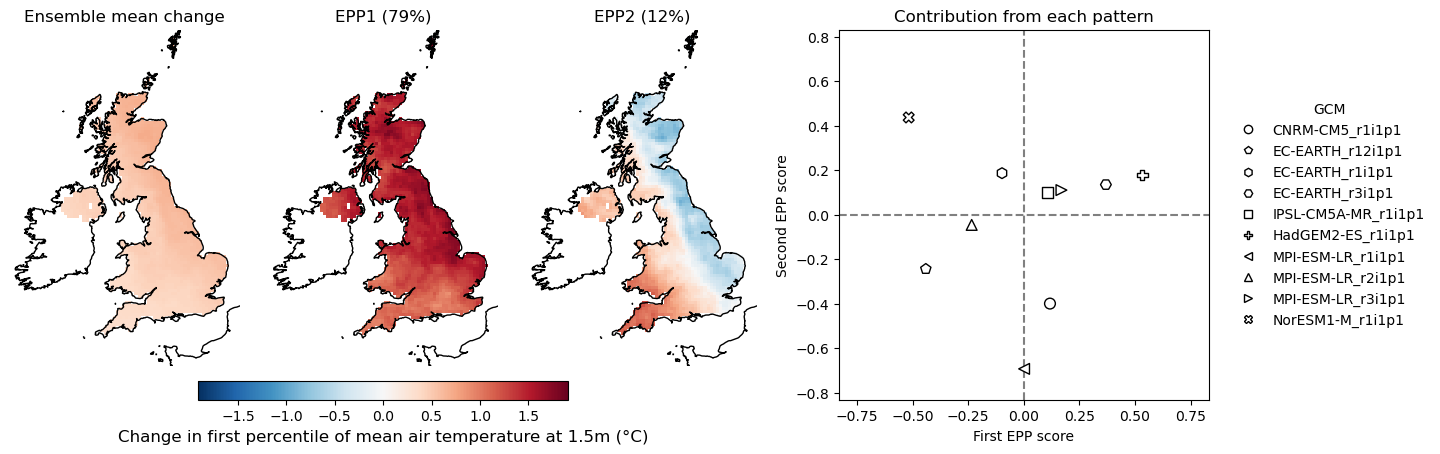 Ensemble mean change
EPP1 (79%)
EPP2 (12%)
Contribution from each pattern
0.8
0.6
0.4
0.2
0.0
−0.2
−0.4
−0.6
−0.8
Second EPP score
−0.75
−0.50
−0.25
0.00
0.25
0.50
0.75
First EPP score
GCM
CNRM-CM5_r1i1p1
EC-EARTH_r12i1p1
EC-EARTH_r1i1p1
EC-EARTH_r3i1p1
IPSL-CM5A-MR_r1i1p1
HadGEM2-ES_r1i1p1
MPI-ESM-LR_r1i1p1
MPI-ESM-LR_r2i1p1
MPI-ESM-LR_r3i1p1
NorESM1-M_r1i1p1
−1.5
−1.0
−0.5
0.0
0.5
1.0
1.5
Change in first percentile of mean air temperature at 1.5m (°C)